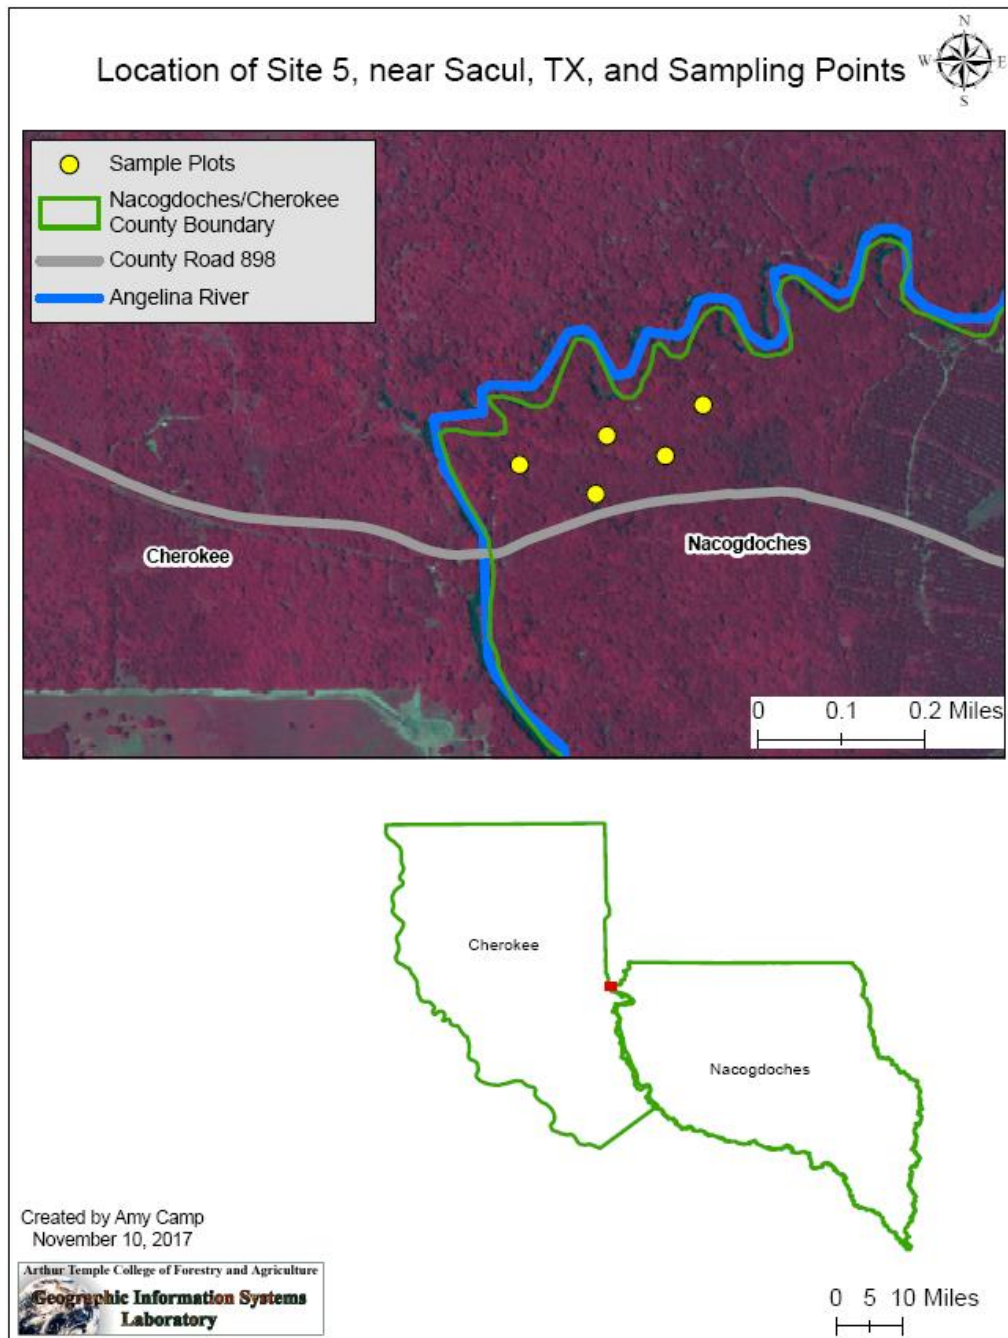 N
W E
S
Location of Site 5, near Sacul, TX, and Sampling Points
Sample Plots
Nacogdoches/Cherokee
County Boundary
County Road 898
Angelina River
Cherokee
Nacogdoches
0 0.1 0.2 Miles
Cherokee
Nacogdoches
Created by Amy Camp
November 10, 2017
Arthur Temple College of Forestry and Agriculture
Geographic Information Systems
Laboratory
0 5 10 Miles